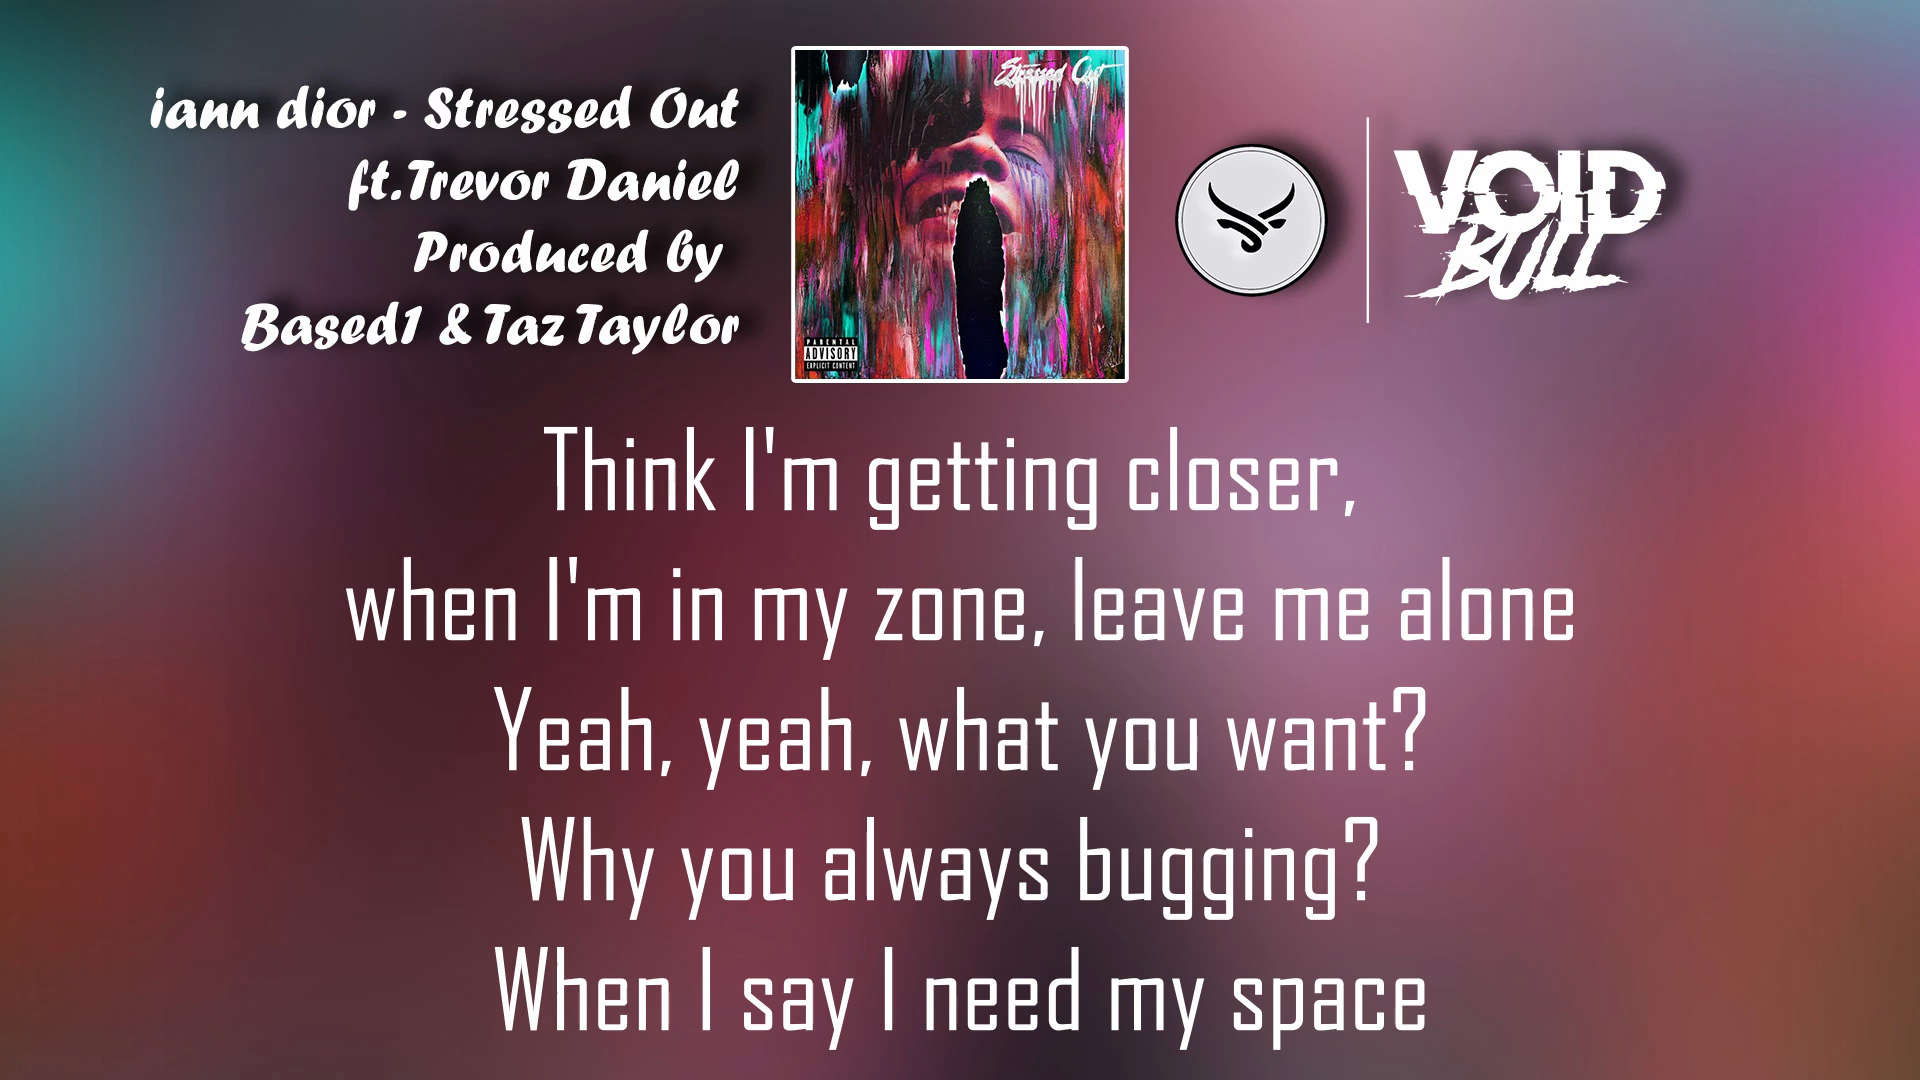 iann dior - Stressed Out
ft.Trevor Daniel
Produced by
Based1 & Taz Taylor
Stressed Out
PARENTAL
ADVISORY
EXPLICIT CONTENT
VOID
BULL
Think I'm getting closer,
when I'm in my zone, leave me alone
Yeah, yeah, what you want?
Why you always bugging?
When I say I need my space